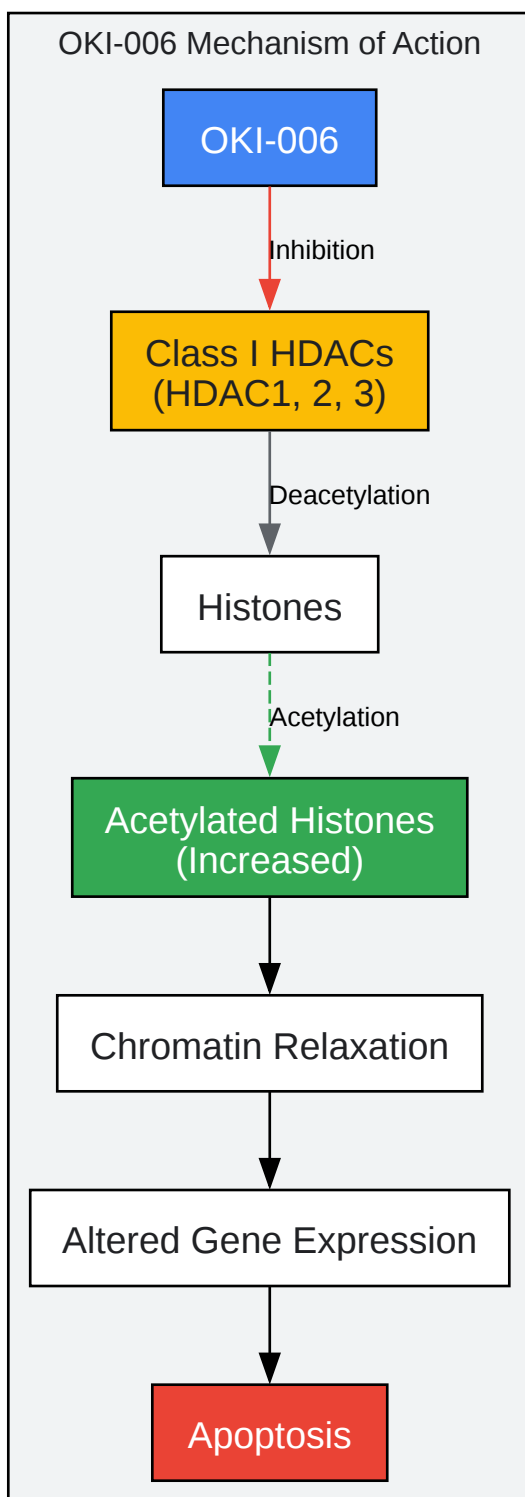 OKI-006 Mechanism of Action
OKI-006
Inhibition
Class I HDACs
(HDAC1, 2, 3)
Deacetylation
Histones
Acetylation
Acetylated Histones
(Increased)
Chromatin Relaxation
Altered Gene Expression
Apoptosis